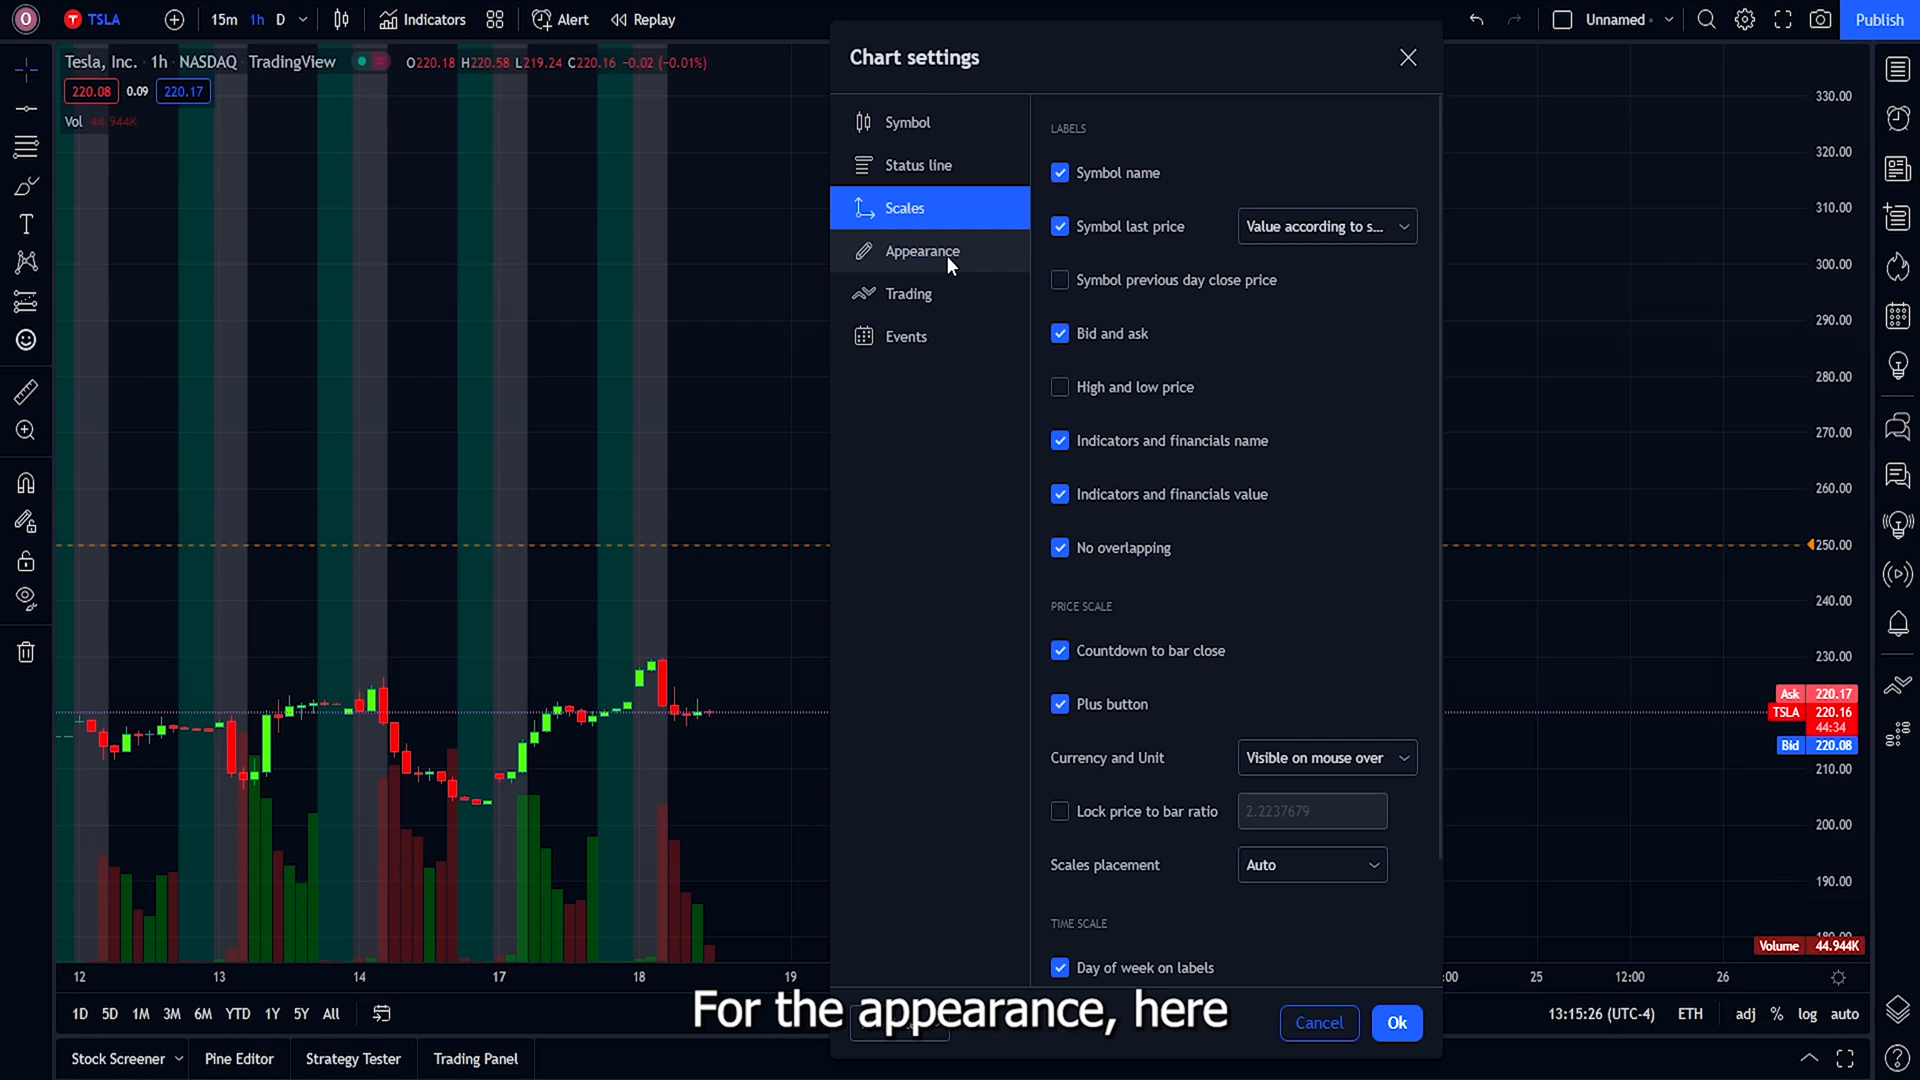 O TSLA 15m 1h D Indicators Alert Replay Unnamed Publish
Tesla, Inc. · 1h · NASDAQ · TradingView O220.18 H220.58 L219.24 C220.16 −0.02 (−0.01%)
220.08 0.09 220.17
Vol 44.944K
Chart settings
Symbol
Status line
Scales
Appearance
Trading
Events
LABELS
Symbol name
Symbol last price Value according to s...
Symbol previous day close price
Bid and ask
High and low price
Indicators and financials name
Indicators and financials value
No overlapping
PRICE SCALE
Countdown to bar close
Plus button
Currency and Unit Visible on mouse over
Lock price to bar ratio 2.2237679
Scales placement Auto
TIME SCALE
Day of week on labels
Cancel Ok
330.00
320.00
310.00
300.00
290.00
280.00
270.00
260.00
250.00
240.00
230.00
Ask 220.17
TSLA 220.16
44:34
Bid 220.08
210.00
200.00
190.00
180.00
Volume 44.944K
12 13 14 17 18 19 :00 25 12:00 26
For the appearance, here
1D 5D 1M 3M 6M YTD 1Y 5Y All 13:15:26 (UTC-4) ETH adj % log auto
Stock Screener Pine Editor Strategy Tester Trading Panel